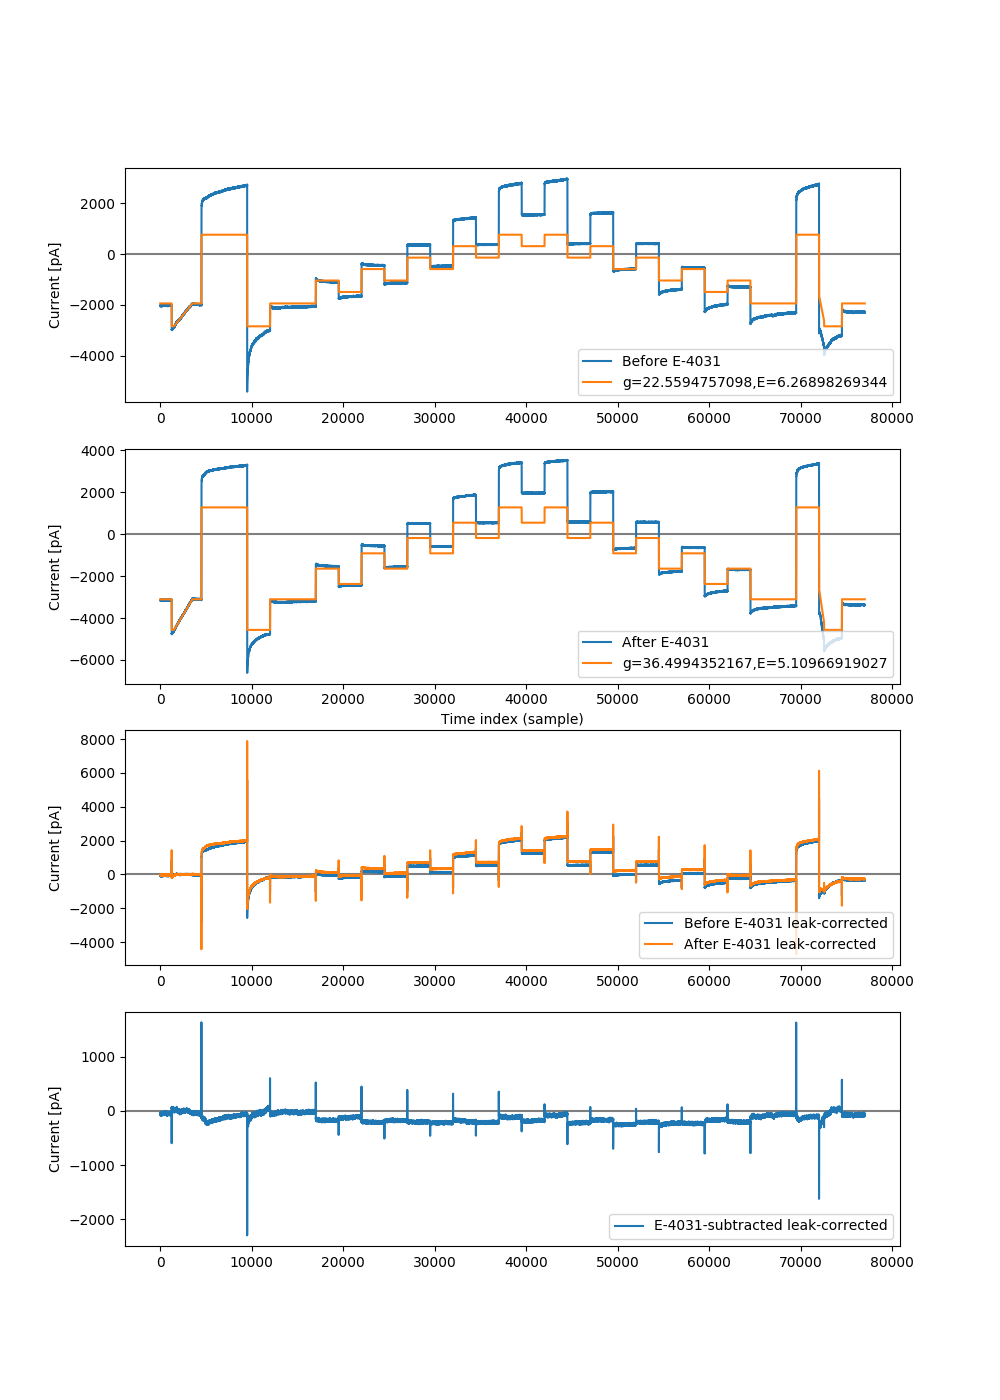 2000
0
−2000
−4000
Current [pA]
Before E-4031
g=22.5594757098,E=6.26898269344
0 10000 20000 30000 40000 50000 60000 70000 80000
4000
2000
0
−2000
−4000
−6000
Current [pA]
After E-4031
g=36.4994352167,E=5.10966919027
0 10000 20000 30000 40000 50000 60000 70000 80000
Time index (sample)
8000
6000
4000
2000
0
−2000
−4000
Current [pA]
Before E-4031 leak-corrected
After E-4031 leak-corrected
0 10000 20000 30000 40000 50000 60000 70000 80000
1000
0
−1000
−2000
Current [pA]
E-4031-subtracted leak-corrected
0 10000 20000 30000 40000 50000 60000 70000 80000